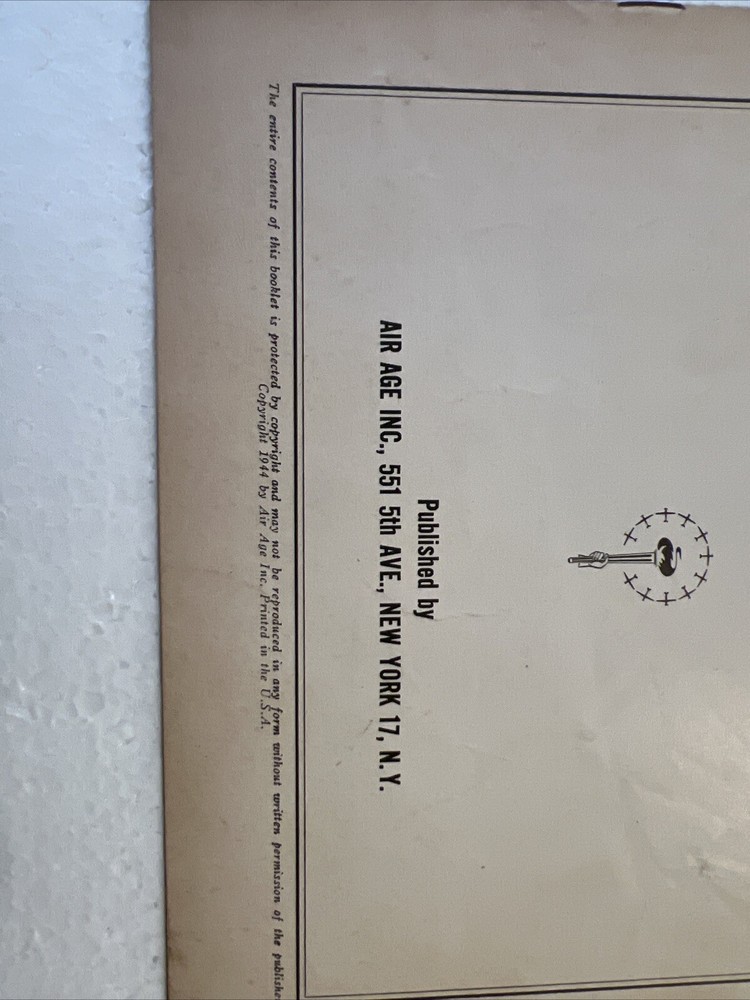 Published by
AIR AGE INC., 551 5th AVE., NEW YORK 17, N.Y.
The entire contents of this booklet is protected by copyright and may not be reproduced in any form without written permission of the publishe
Copyright 1944 by Air Age Inc. Printed in the U.S.A.